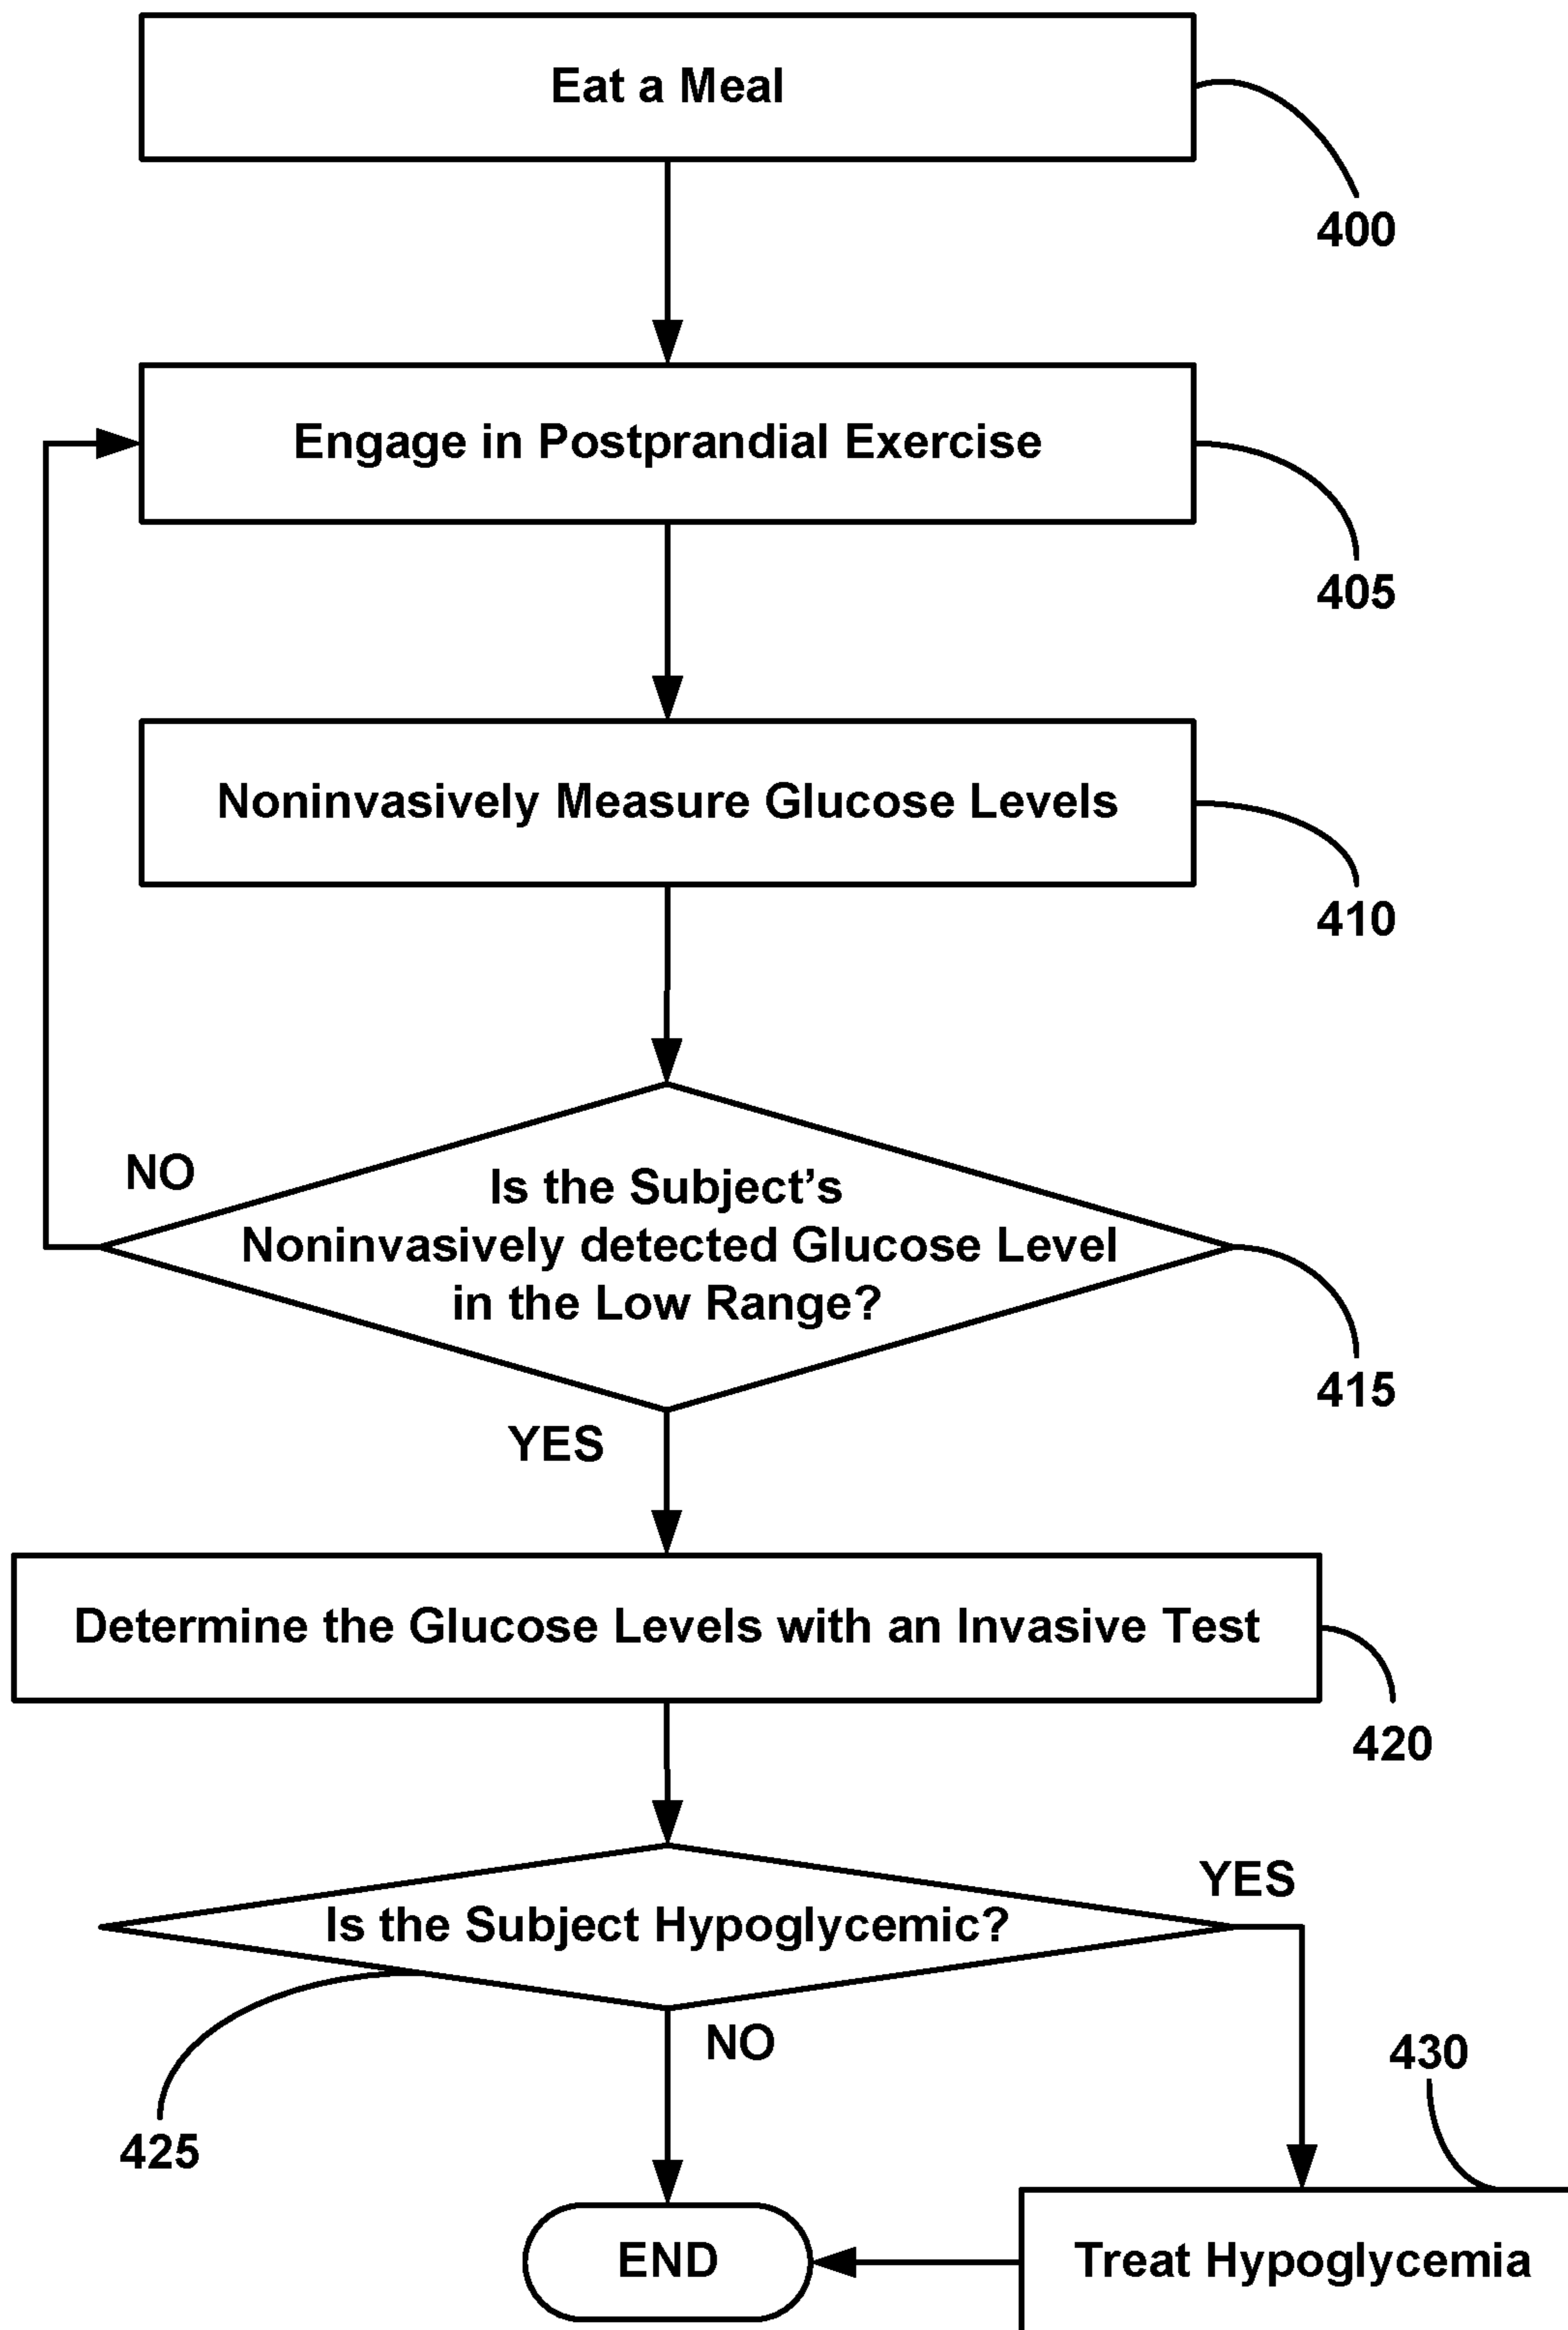 Eat a Meal
400
Engage in Postprandial Exercise
405
Noninvasively Measure Glucose Levels
410
NO
Is the Subject’s
Noninvasively detected Glucose Level
in the Low Range?
415
YES
Determine the Glucose Levels with an Invasive Test
420
YES
Is the Subject Hypoglycemic?
NO
425
430
END
Treat Hypoglycemia